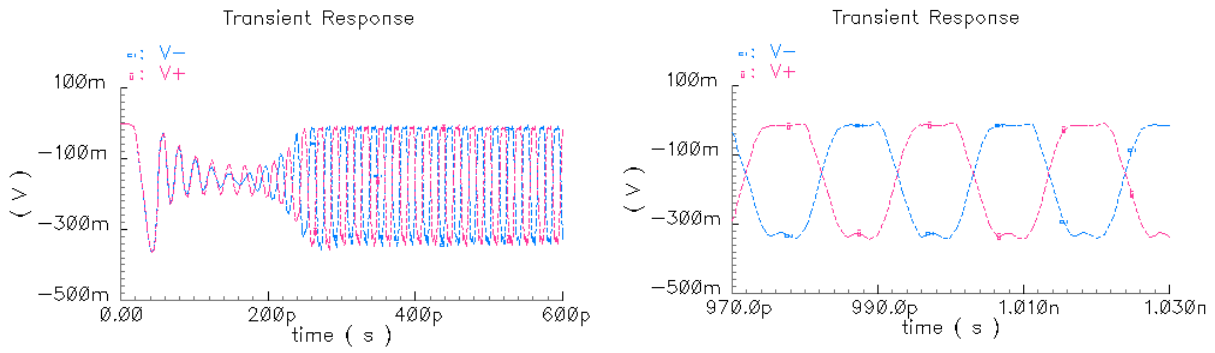 Transient Response
: V-
: V+
100m
-100m
-300m
-500m
(V)
0.00 200p 400p 600p
time ( s )
Transient Response
: V-
: V+
100m
-100m
-300m
-500m
(V)
970.0p 990.0p 1.010n 1.030n
time ( s )